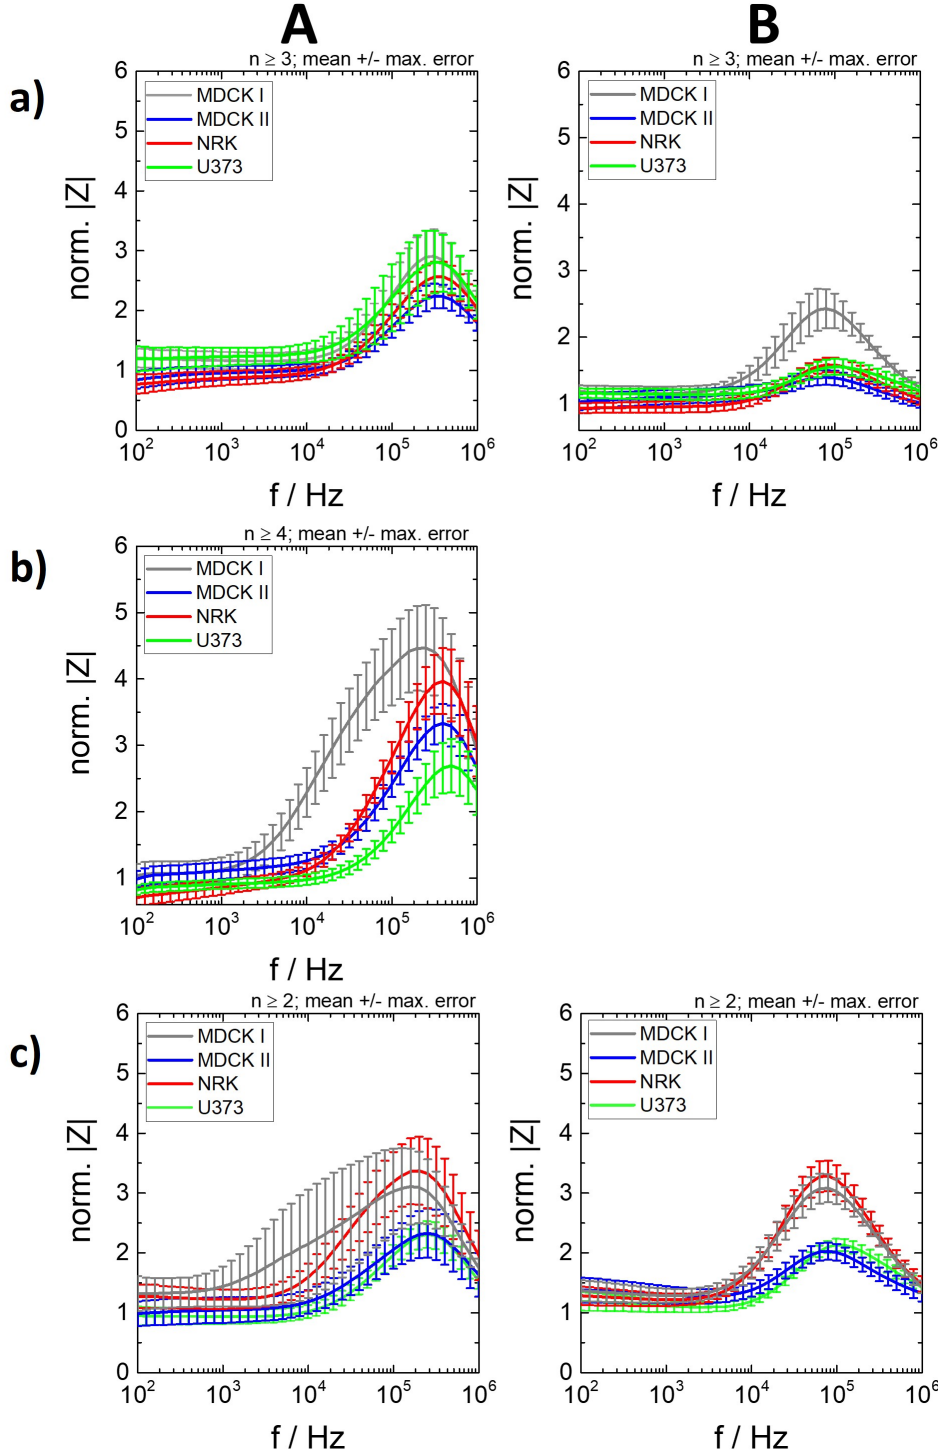 A
B
a)
n ≥ 3; mean +/- max. error
norm. |Z|
6
5
4
3
2
1
0
MDCK I
MDCK II
NRK
U373
10² 10³ 10⁴ 10⁵ 10⁶
f / Hz
n ≥ 3; mean +/- max. error
norm. |Z|
6
5
4
3
2
1
MDCK I
MDCK II
NRK
U373
10² 10³ 10⁴ 10⁵ 10⁶
f / Hz
b)
n ≥ 4; mean +/- max. error
norm. |Z|
6
5
4
3
2
1
MDCK I
MDCK II
NRK
U373
10² 10³ 10⁴ 10⁵ 10⁶
f / Hz
c)
n ≥ 2; mean +/- max. error
norm. |Z|
6
5
4
3
2
1
0
MDCK I
MDCK II
NRK
U373
10² 10³ 10⁴ 10⁵ 10⁶
f / Hz
n ≥ 2; mean +/- max. error
norm. |Z|
6
5
4
3
2
1
0
MDCK I
MDCK II
NRK
U373
10² 10³ 10⁴ 10⁵ 10⁶
f / Hz